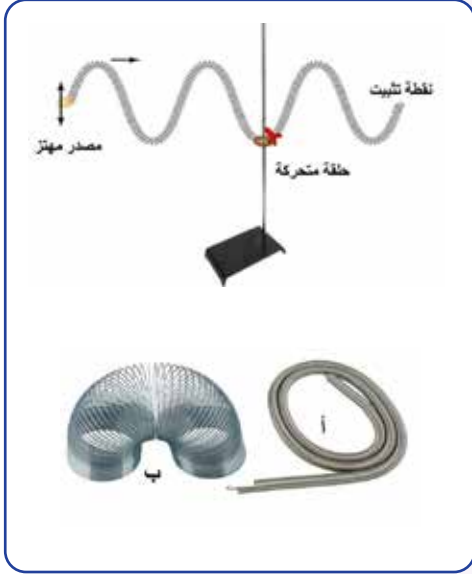 نقطة تثبيت
مصدر مهتز
حلقة متحركة
أ
ب